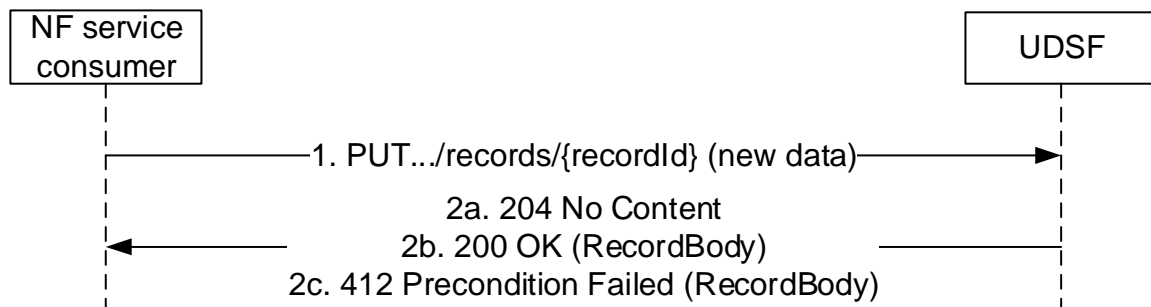 NF service
consumer
UDSF
1. PUT.../records/{recordId} (new data)
2a. 204 No Content
2b. 200 OK (RecordBody)
2c. 412 Precondition Failed (RecordBody)